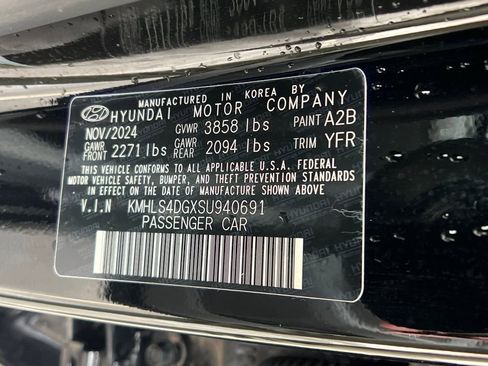 MANUFACTURED IN KOREA BY
HYUNDAI MOTOR COMPANY
NOV/2024 GVWR 3858 lbs PAINT A2B
GAWR FRONT 2271 lbs GAWR REAR 2094 lbs TRIM YFR
THIS VEHICLE CONFORMS TO ALL APPLICABLE U.S.A. FEDERAL
MOTOR VEHICLE SAFETY, BUMPER, AND THEFT PREVENTION STANDARDS
IN EFFECT ON THE DATE OF MANUFACTURE SHOWN ABOVE.
V.I.N KMHLS4DGXSU940691
PASSENGER CAR